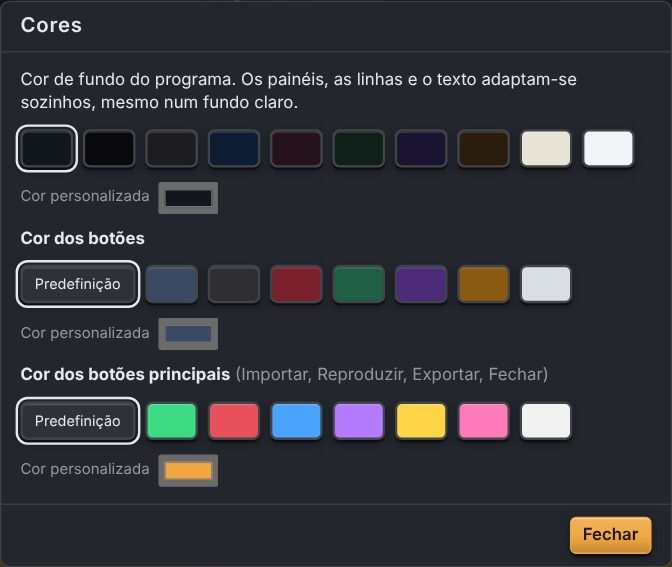 Cores
Cor de fundo do programa. Os painéis, as linhas e o texto adaptam-se
sozinhos, mesmo num fundo claro.
Cor personalizada
Cor dos botões
Predefinição
Cor personalizada
Cor dos botões principais (Importar, Reproduzir, Exportar, Fechar)
Predefinição
Cor personalizada
Fechar